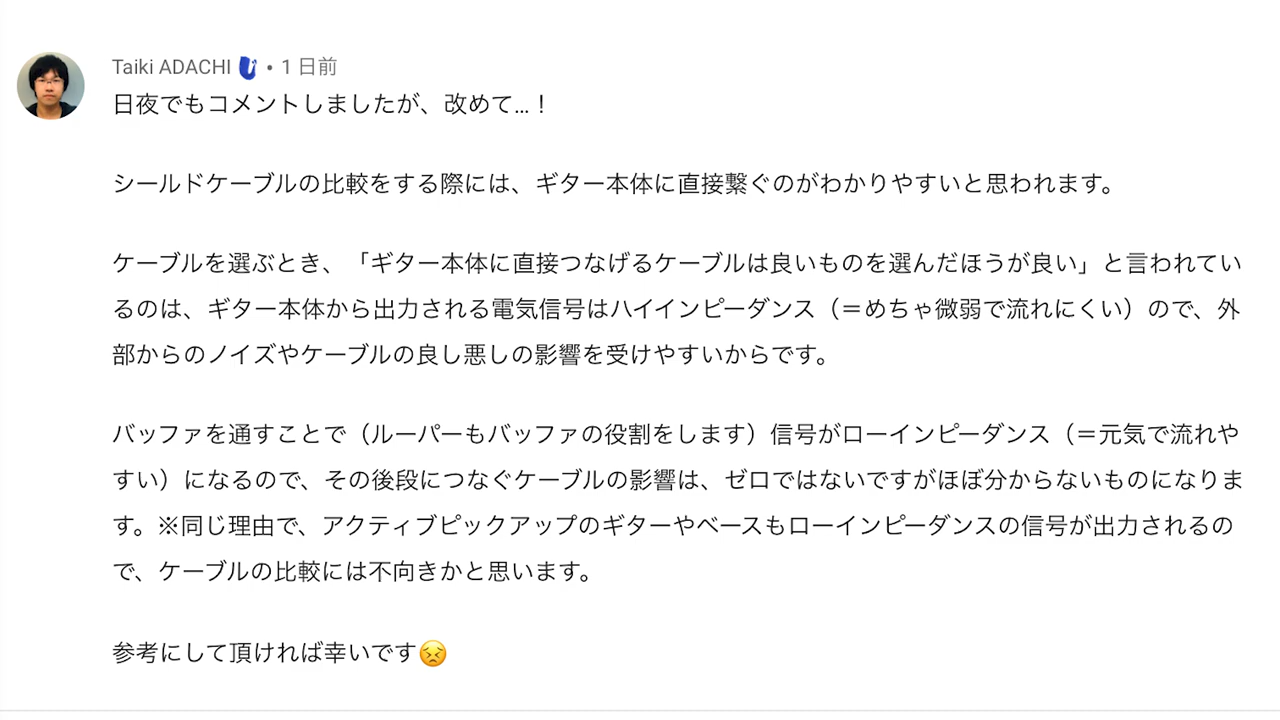 Taiki ADACHI • 1 日前
日夜でもコメントしましたが、改めて...！
シールドケーブルの比較をする際には、ギター本体に直接繋ぐのがわかりやすいと思われます。
ケーブルを選ぶとき、「ギター本体に直接つなげるケーブルは良いものを選んだほうが良い」と言われてい
るのは、ギター本体から出力される電気信号はハイインピーダンス（＝めちゃ微弱で流れにくい）ので、外
部からのノイズやケーブルの良し悪しの影響を受けやすいからです。
バッファを通すことで（ルーパーもバッファの役割をします）信号がローインピーダンス（＝元気で流れや
すい）になるので、その後段につなぐケーブルの影響は、ゼロではないですがほぼ分からないものになりま
す。※同じ理由で、アクティブピックアップのギターやベースもローインピーダンスの信号が出力されるの
で、ケーブルの比較には不向きかと思います。
参考にして頂ければ幸いです😣